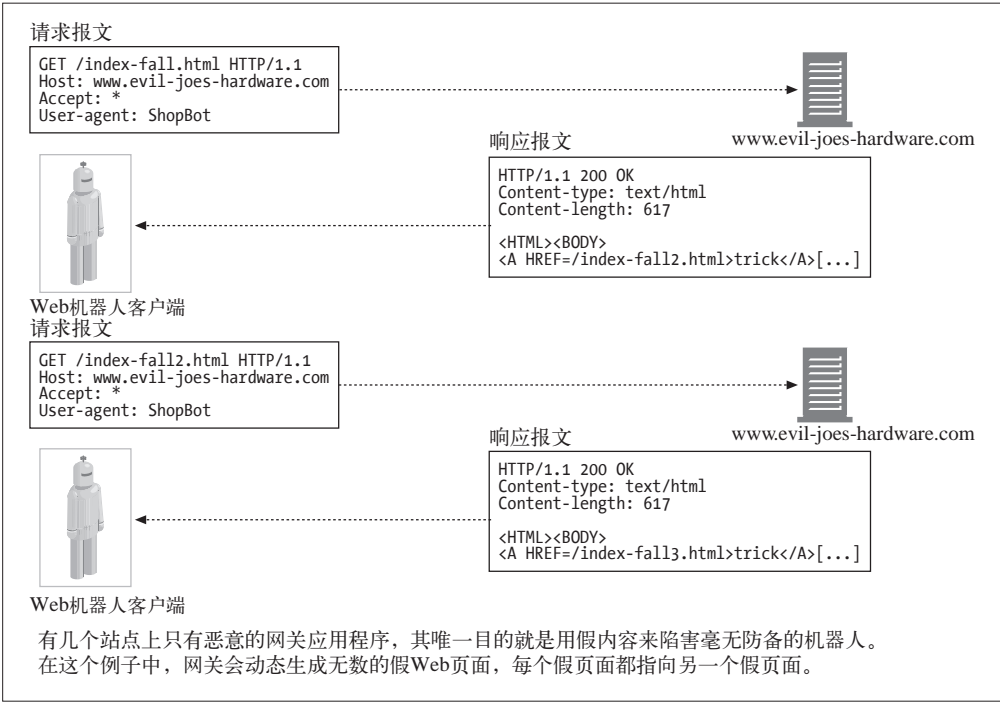 请求报文
GET /index-fall.html HTTP/1.1
Host: www.evil-joes-hardware.com
Accept: *
User-agent: ShopBot
www.evil-joes-hardware.com
响应报文
HTTP/1.1 200 OK
Content-type: text/html
Content-length: 617
<HTML><BODY>
<A HREF=/index-fall2.html>trick</A>[...]
Web机器人客户端
请求报文
GET /index-fall2.html HTTP/1.1
Host: www.evil-joes-hardware.com
Accept: *
User-agent: ShopBot
www.evil-joes-hardware.com
响应报文
HTTP/1.1 200 OK
Content-type: text/html
Content-length: 617
<HTML><BODY>
<A HREF=/index-fall3.html>trick</A>[...]
Web机器人客户端
有几个站点上只有恶意的网关应用程序，其唯一目的就是用假内容来陷害毫无防备的机器人。
在这个例子中，网关会动态生成无数的假Web页面，每个假页面都指向另一个假页面。